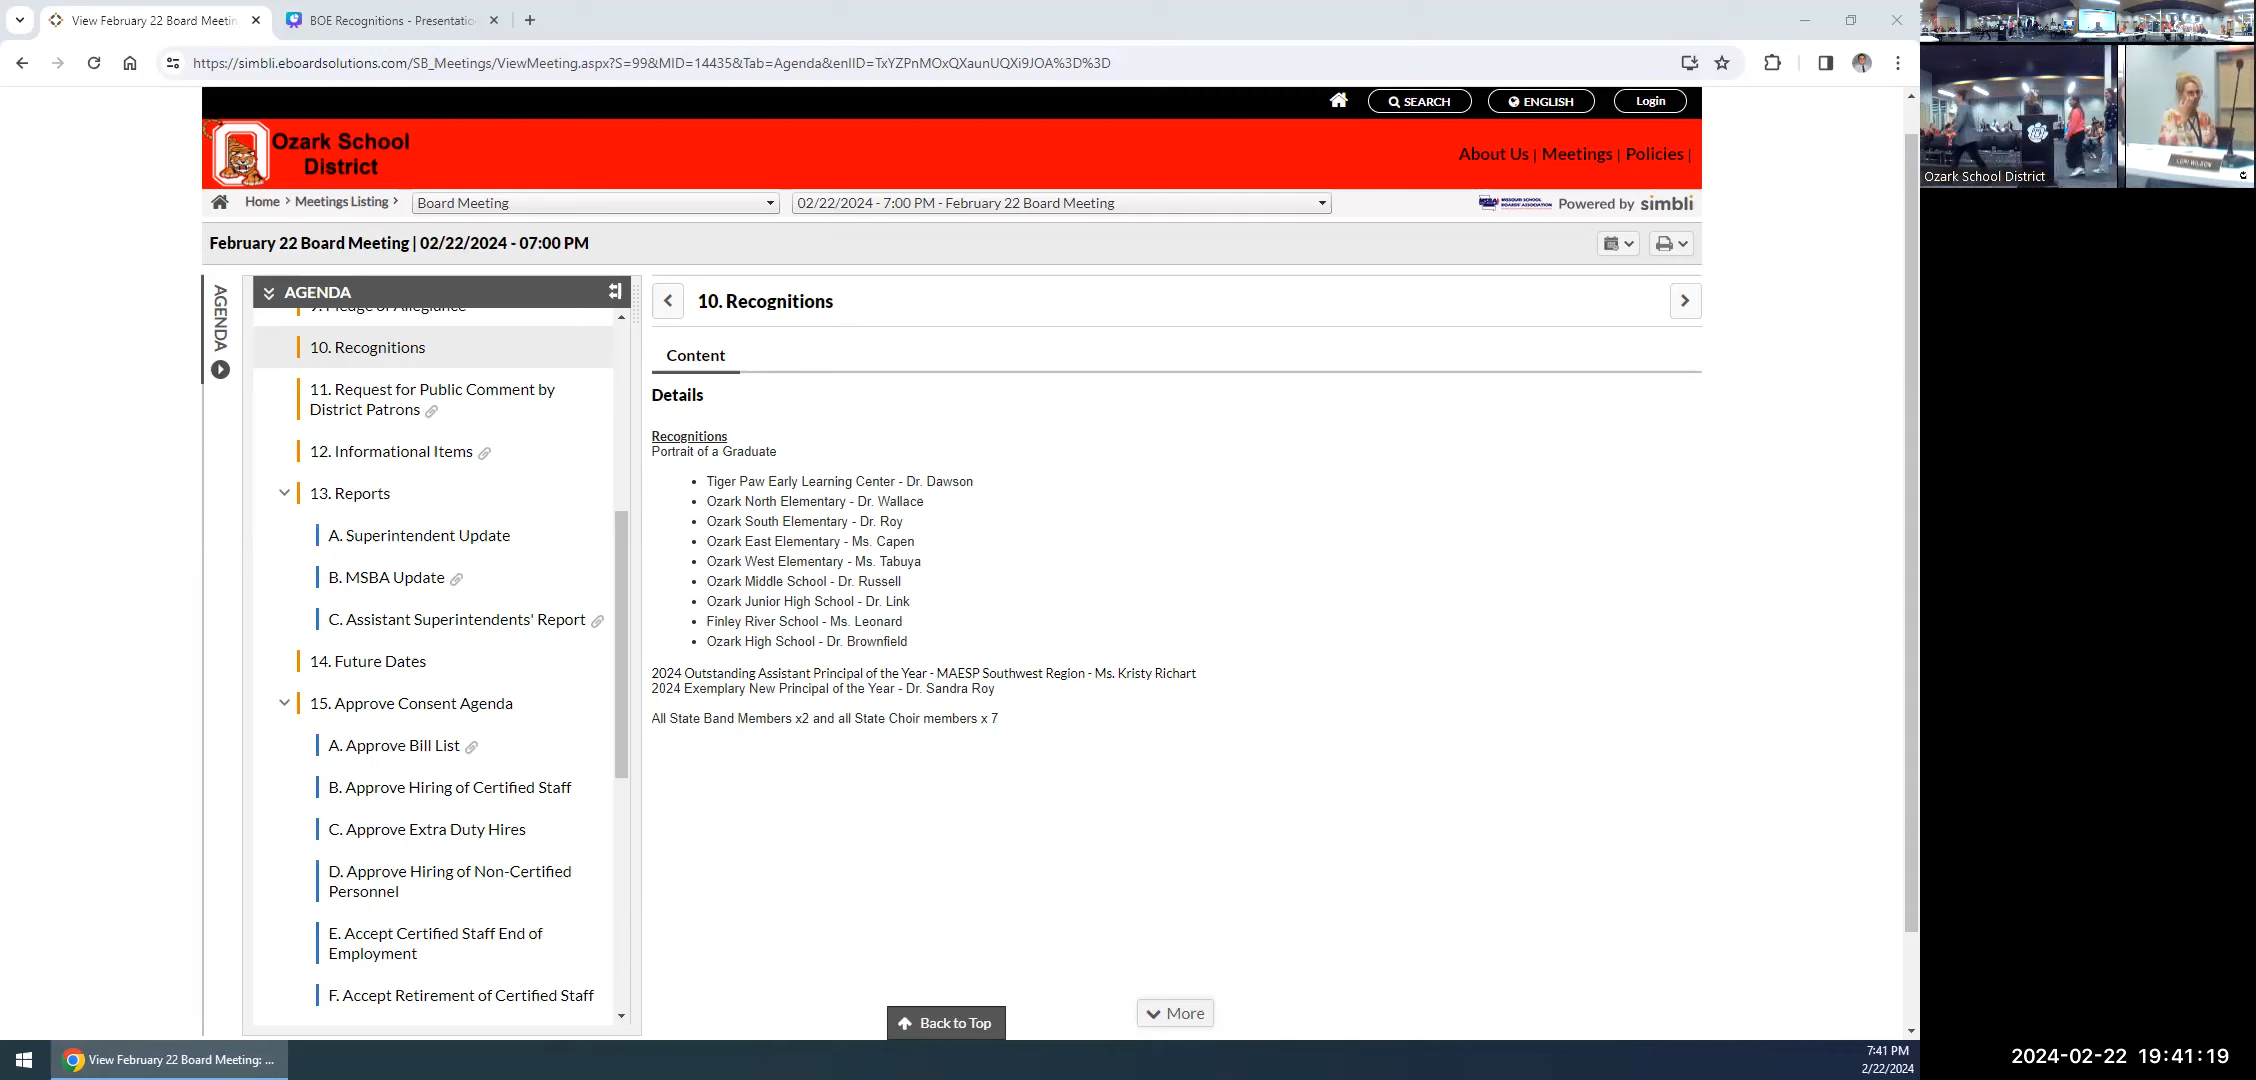 View February 22 Board Meetin
BOE Recognitions - Presentatio
https://simbli.eboardsolutions.com/SB_Meetings/ViewMeeting.aspx?S=99&MID=14435&Tab=Agenda&enIID=TxYZPnMOxQXaunUQXi9JOA%3D%3D
SEARCH
ENGLISH
Login
Ozark School
District
About Us | Meetings | Policies |
Home > Meetings Listing >
Board Meeting
02/22/2024 - 7:00 PM - February 22 Board Meeting
MSBA MISSOURI SCHOOL BOARDS' ASSOCIATION
Powered by simbli
February 22 Board Meeting | 02/22/2024 - 07:00 PM
AGENDA
AGENDA
9. Pledge of Allegiance
10. Recognitions
11. Request for Public Comment by
District Patrons
12. Informational Items
13. Reports
A. Superintendent Update
B. MSBA Update
C. Assistant Superintendents' Report
14. Future Dates
15. Approve Consent Agenda
A. Approve Bill List
B. Approve Hiring of Certified Staff
C. Approve Extra Duty Hires
D. Approve Hiring of Non-Certified
Personnel
E. Accept Certified Staff End of
Employment
F. Accept Retirement of Certified Staff
10. Recognitions
Content
Details
Recognitions
Portrait of a Graduate
• Tiger Paw Early Learning Center - Dr. Dawson
• Ozark North Elementary - Dr. Wallace
• Ozark South Elementary - Dr. Roy
• Ozark East Elementary - Ms. Capen
• Ozark West Elementary - Ms. Tabuya
• Ozark Middle School - Dr. Russell
• Ozark Junior High School - Dr. Link
• Finley River School - Ms. Leonard
• Ozark High School - Dr. Brownfield
2024 Outstanding Assistant Principal of the Year - MAESP Southwest Region - Ms. Kristy Richart
2024 Exemplary New Principal of the Year - Dr. Sandra Roy
All State Band Members x2 and all State Choir members x 7
Back to Top
More
View February 22 Board Meeting: ...
7:41 PM
2/22/2024
Ozark School District
LORI WILSON
2024-02-22 19:41:19